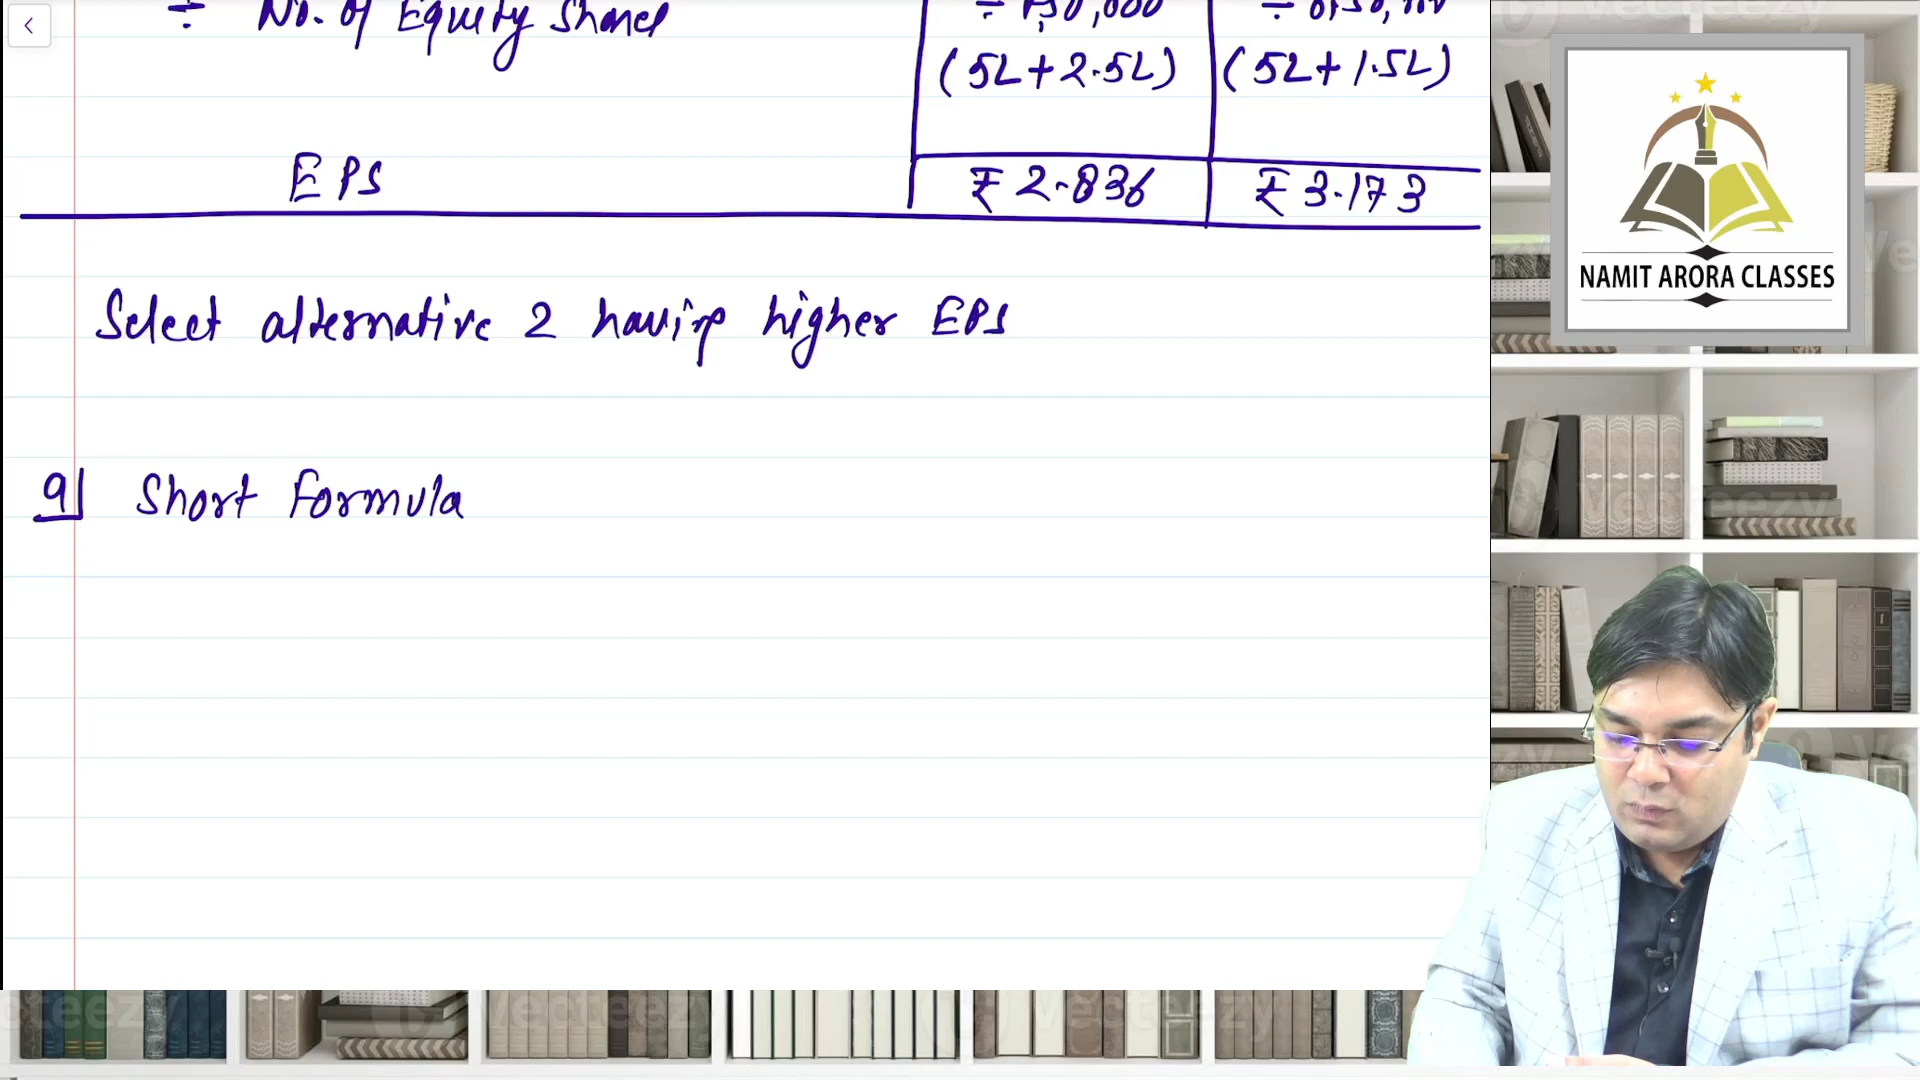 ÷ No. of Equity Shares
(5L + 2.5L) (5L + 1.5L)
EPS ₹ 2.836 ₹ 3.173
Select alternative 2 having higher EPS
9] Short Formula
NAMIT ARORA CLASSES